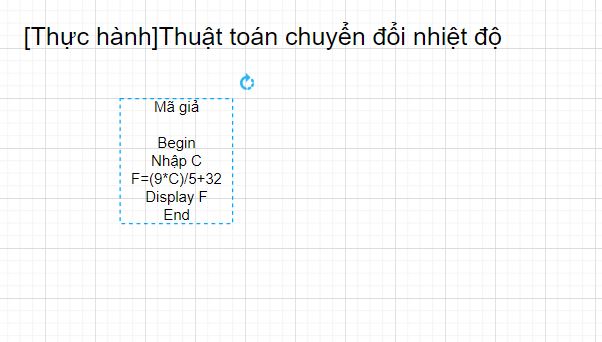 [Thực hành]Thuật toán chuyển đổi nhiệt độ
Mã giả
Begin
Nhập C
F=(9*C)/5+32
Display F
End